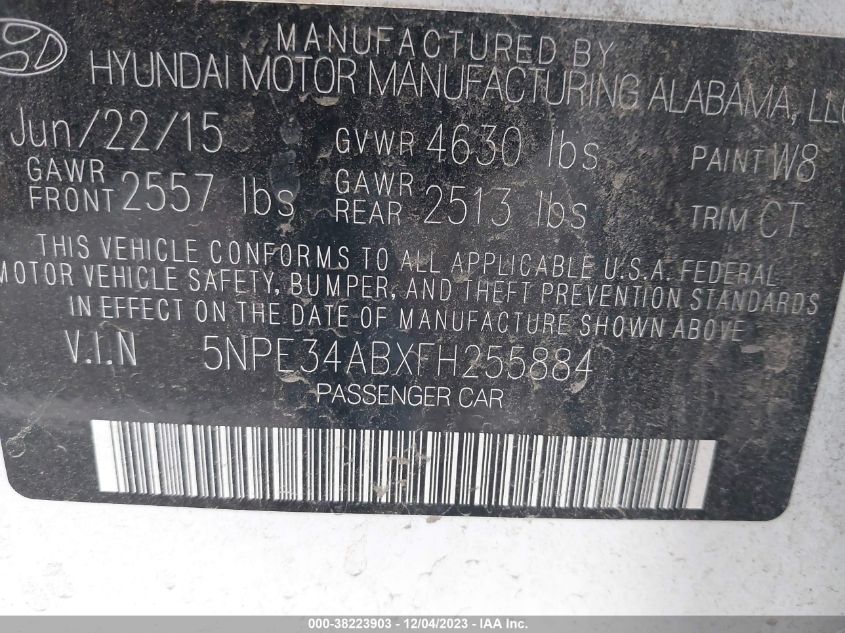 MANUFACTURED BY
HYUNDAI MOTOR MANUFACTURING ALABAMA, LLC
Jun/22/15 GVWR 4630 lbs PAINT W8
GAWR FRONT 2557 lbs GAWR REAR 2513 lbs TRIM CT
THIS VEHICLE CONFORMS TO ALL APPLICABLE U.S.A. FEDERAL
MOTOR VEHICLE SAFETY, BUMPER, AND THEFT PREVENTION STANDARDS
IN EFFECT ON THE DATE OF MANUFACTURE SHOWN ABOVE
V.I.N 5NPE34ABXFH255884
PASSENGER CAR
000-38223903 - 12/04/2023 - IAA Inc.